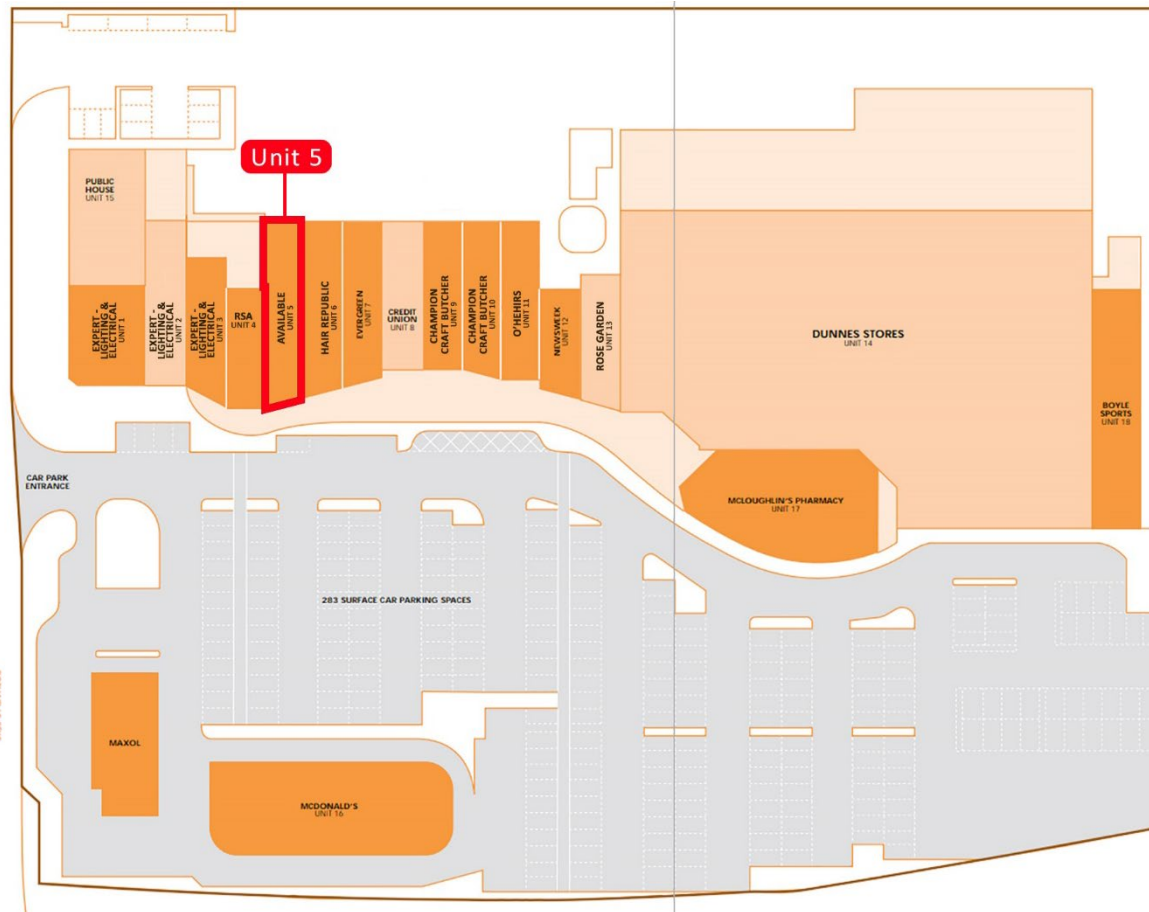 Unit 5
PUBLIC
HOUSE
UNIT 15
EXPERT -
LIGHTING &
ELECTRICAL
UNIT 1
EXPERT -
LIGHTING &
ELECTRICAL
UNIT 2
EXPERT -
LIGHTING &
ELECTRICAL
UNIT 3
RSA
UNIT 4
AVAILABLE
UNIT 5
HAIR REPUBLIC
UNIT 6
EVERGREEN
UNIT 7
CREDIT
UNION
UNIT 8
CHAMPION
CRAFT BUTCHER
UNIT 9
CHAMPION
CRAFT BUTCHER
UNIT 10
O'HEHIRS
UNIT 11
NEWSWEEK
UNIT 12
ROSE GARDEN
UNIT 13
DUNNES STORES
UNIT 14
BOYLE
SPORTS
UNIT 18
CAR PARK
ENTRANCE
MCLOUGHLIN'S PHARMACY
UNIT 17
283 SURFACE CAR PARKING SPACES
MAXOL
MCDONALD'S
UNIT 16